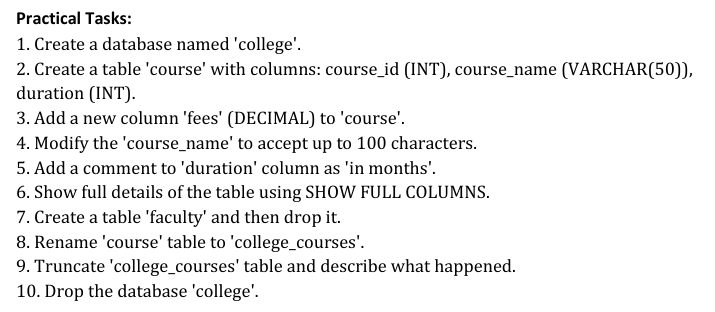 Practical Tasks:
1. Create a database named 'college'.
2. Create a table 'course' with columns: course_id (INT), course_name (VARCHAR(50)),
duration (INT).
3. Add a new column 'fees' (DECIMAL) to 'course'.
4. Modify the 'course_name' to accept up to 100 characters.
5. Add a comment to 'duration' column as 'in months'.
6. Show full details of the table using SHOW FULL COLUMNS.
7. Create a table 'faculty' and then drop it.
8. Rename 'course' table to 'college_courses'.
9. Truncate 'college_courses' table and describe what happened.
10. Drop the database 'college'.